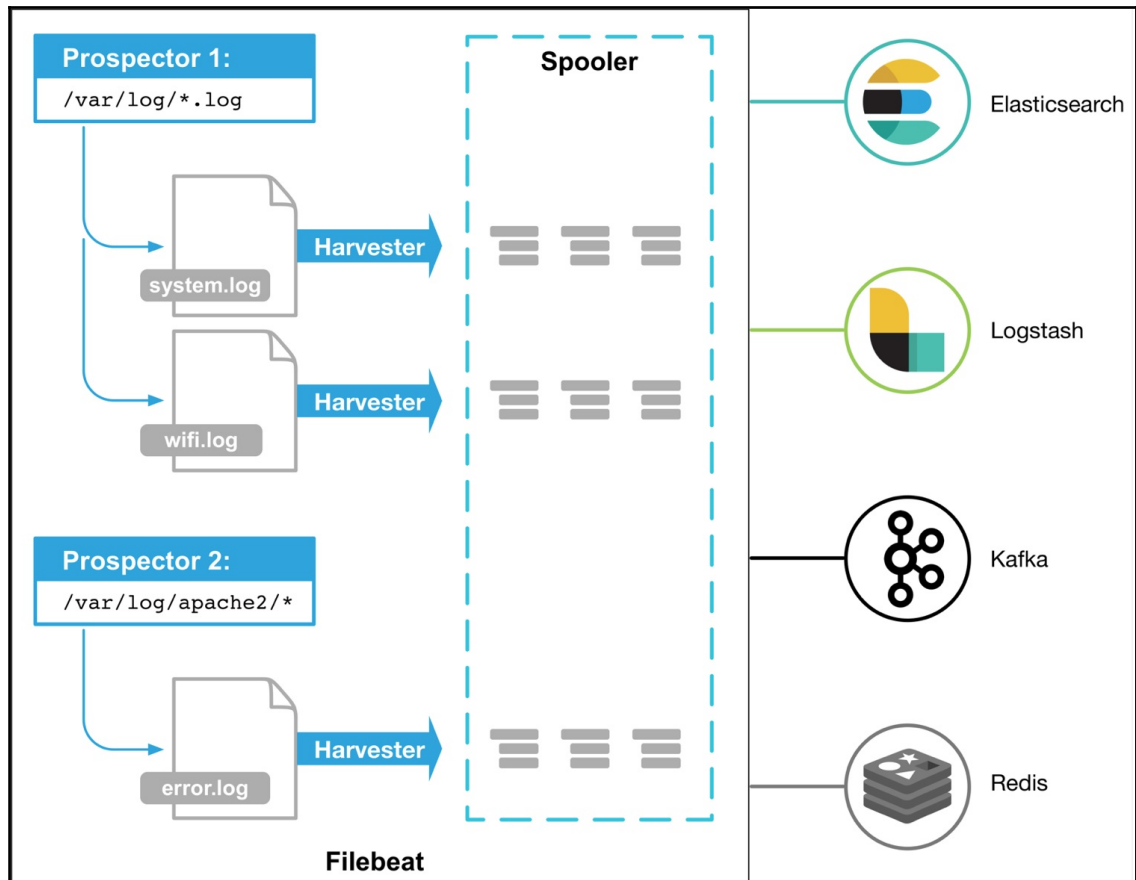 Prospector 1:
/var/log/*.log
system.log
Harvester
wifi.log
Harvester
Prospector 2:
/var/log/apache2/*
error.log
Harvester
Spooler
Filebeat
Elasticsearch
Logstash
Kafka
Redis